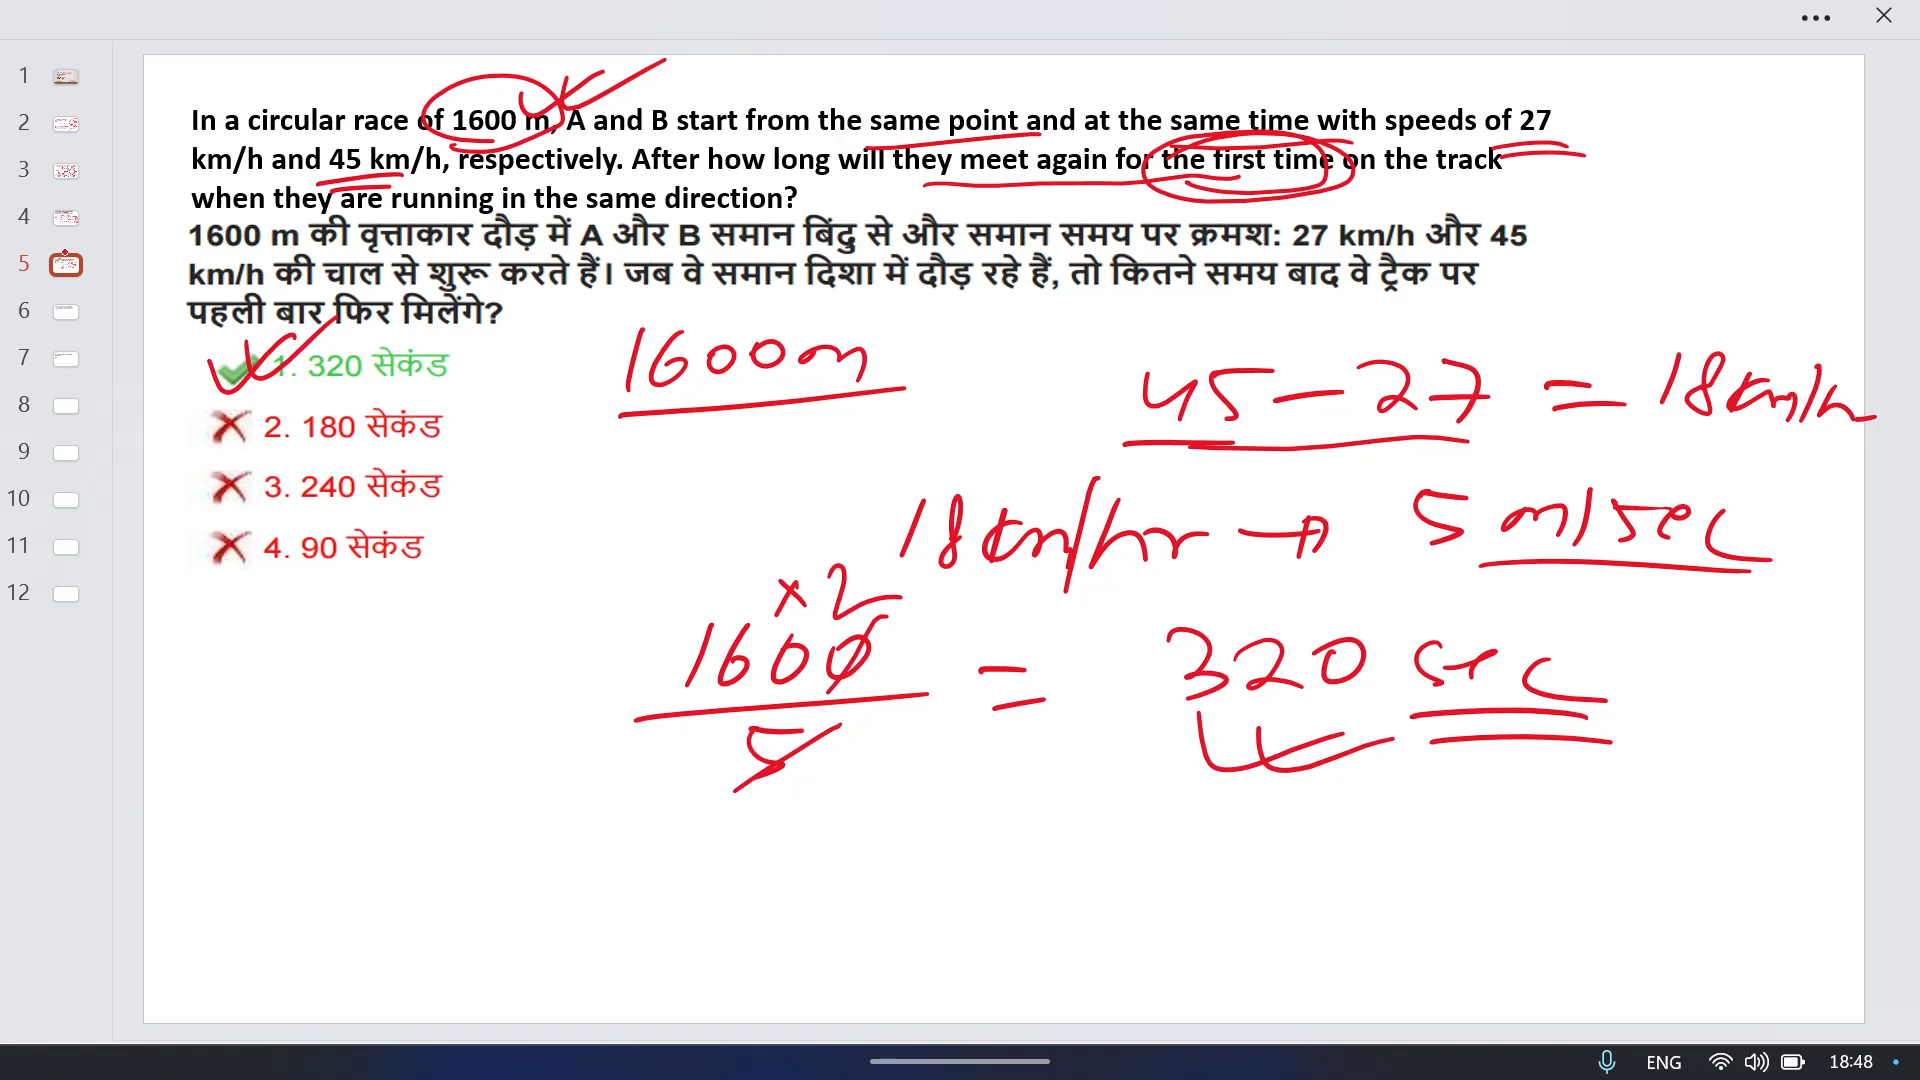 In a circular race of 1600 m, A and B start from the same point and at the same time with speeds of 27
km/h and 45 km/h, respectively. After how long will they meet again for the first time on the track
when they are running in the same direction?
1600 m की वृत्ताकार दौड़ में A और B समान बिंदु से और समान समय पर क्रमश: 27 km/h और 45
km/h की चाल से शुरू करते हैं। जब वे समान दिशा में दौड़ रहे हैं, तो कितने समय बाद वे ट्रैक पर
पहली बार फिर मिलेंगे?
1. 320 सेकंड
2. 180 सेकंड
3. 240 सेकंड
4. 90 सेकंड
1600m
45 - 27 = 18 km/h
18 km/hr → 5 m/sec
× 2
1600
5
= 320 sec
1
2
3
4
5
6
7
8
9
10
11
12
ENG
18:48